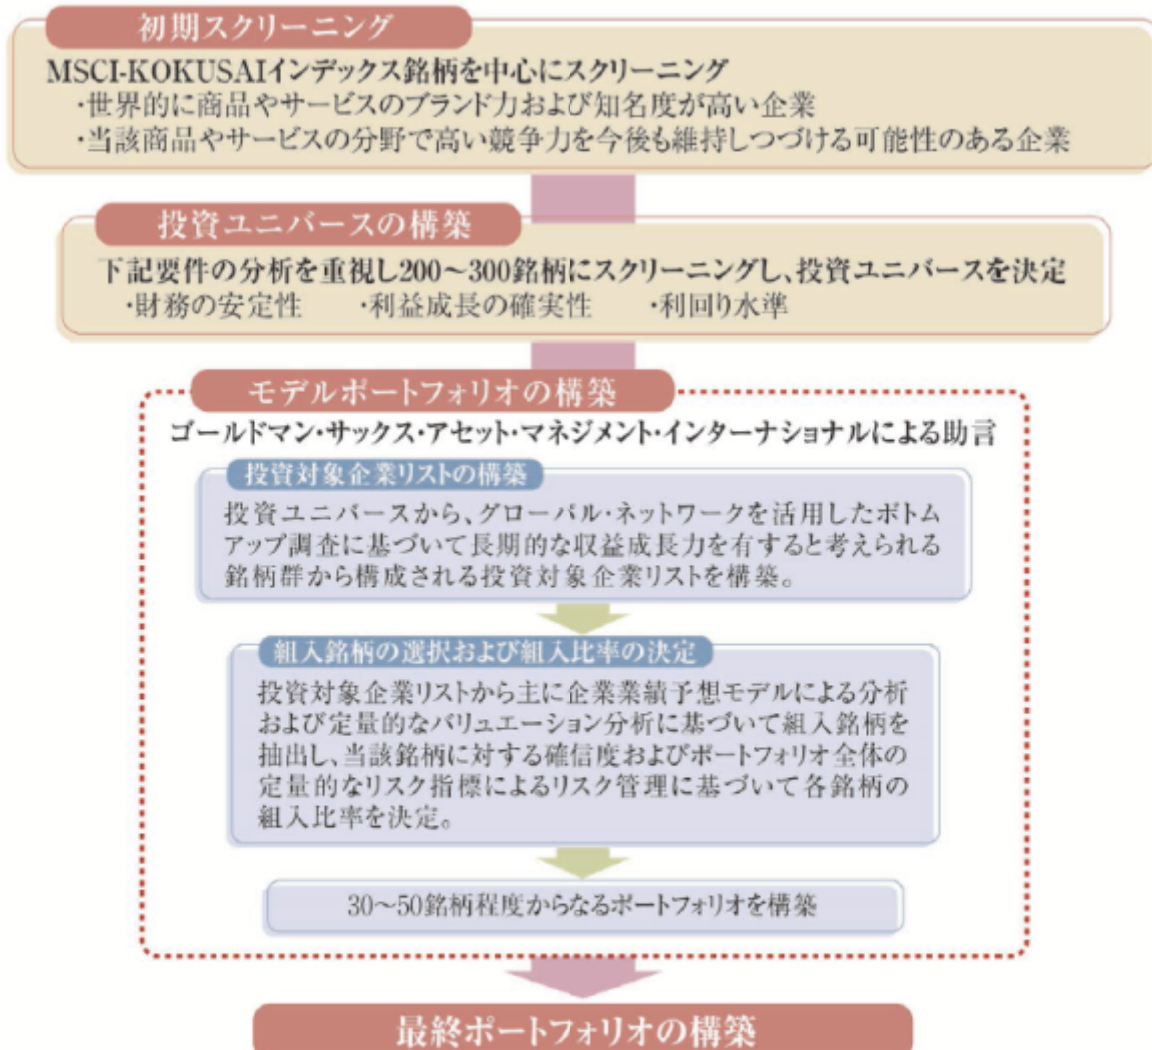 初期スクリーニング
MSCI-KOKUSAIインデックス銘柄を中心にスクリーニング
・世界的に商品やサービスのブランド力および知名度が高い企業
・当該商品やサービスの分野で高い競争力を今後も維持しつづける可能性のある企業
投資ユニバースの構築
下記要件の分析を重視し200～300銘柄にスクリーニングし、投資ユニバースを決定
・財務の安定性 ・利益成長の確実性 ・利回り水準
モデルポートフォリオの構築
ゴールドマン・サックス・アセット・マネジメント・インターナショナルによる助言
投資対象企業リストの構築
投資ユニバースから、グローバル・ネットワークを活用したボトム
アップ調査に基づいて長期的な収益成長力を有すると考えられる
銘柄群から構成される投資対象企業リストを構築。
組入銘柄の選択および組入比率の決定
投資対象企業リストから主に企業業績予想モデルによる分析
および定量的なバリュエーション分析に基づいて組入銘柄を
抽出し、当該銘柄に対する確信度およびポートフォリオ全体の
定量的なリスク指標によるリスク管理に基づいて各銘柄の
組入比率を決定。
30～50銘柄程度からなるポートフォリオを構築
最終ポートフォリオの構築